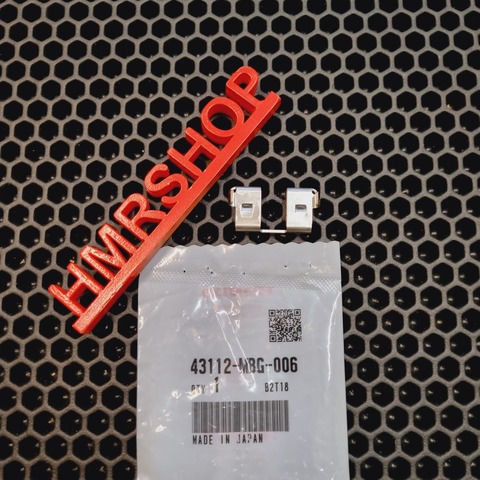 HMRSHOP
43112-MBG-006
QTY 1 B2T18
MADE IN JAPAN